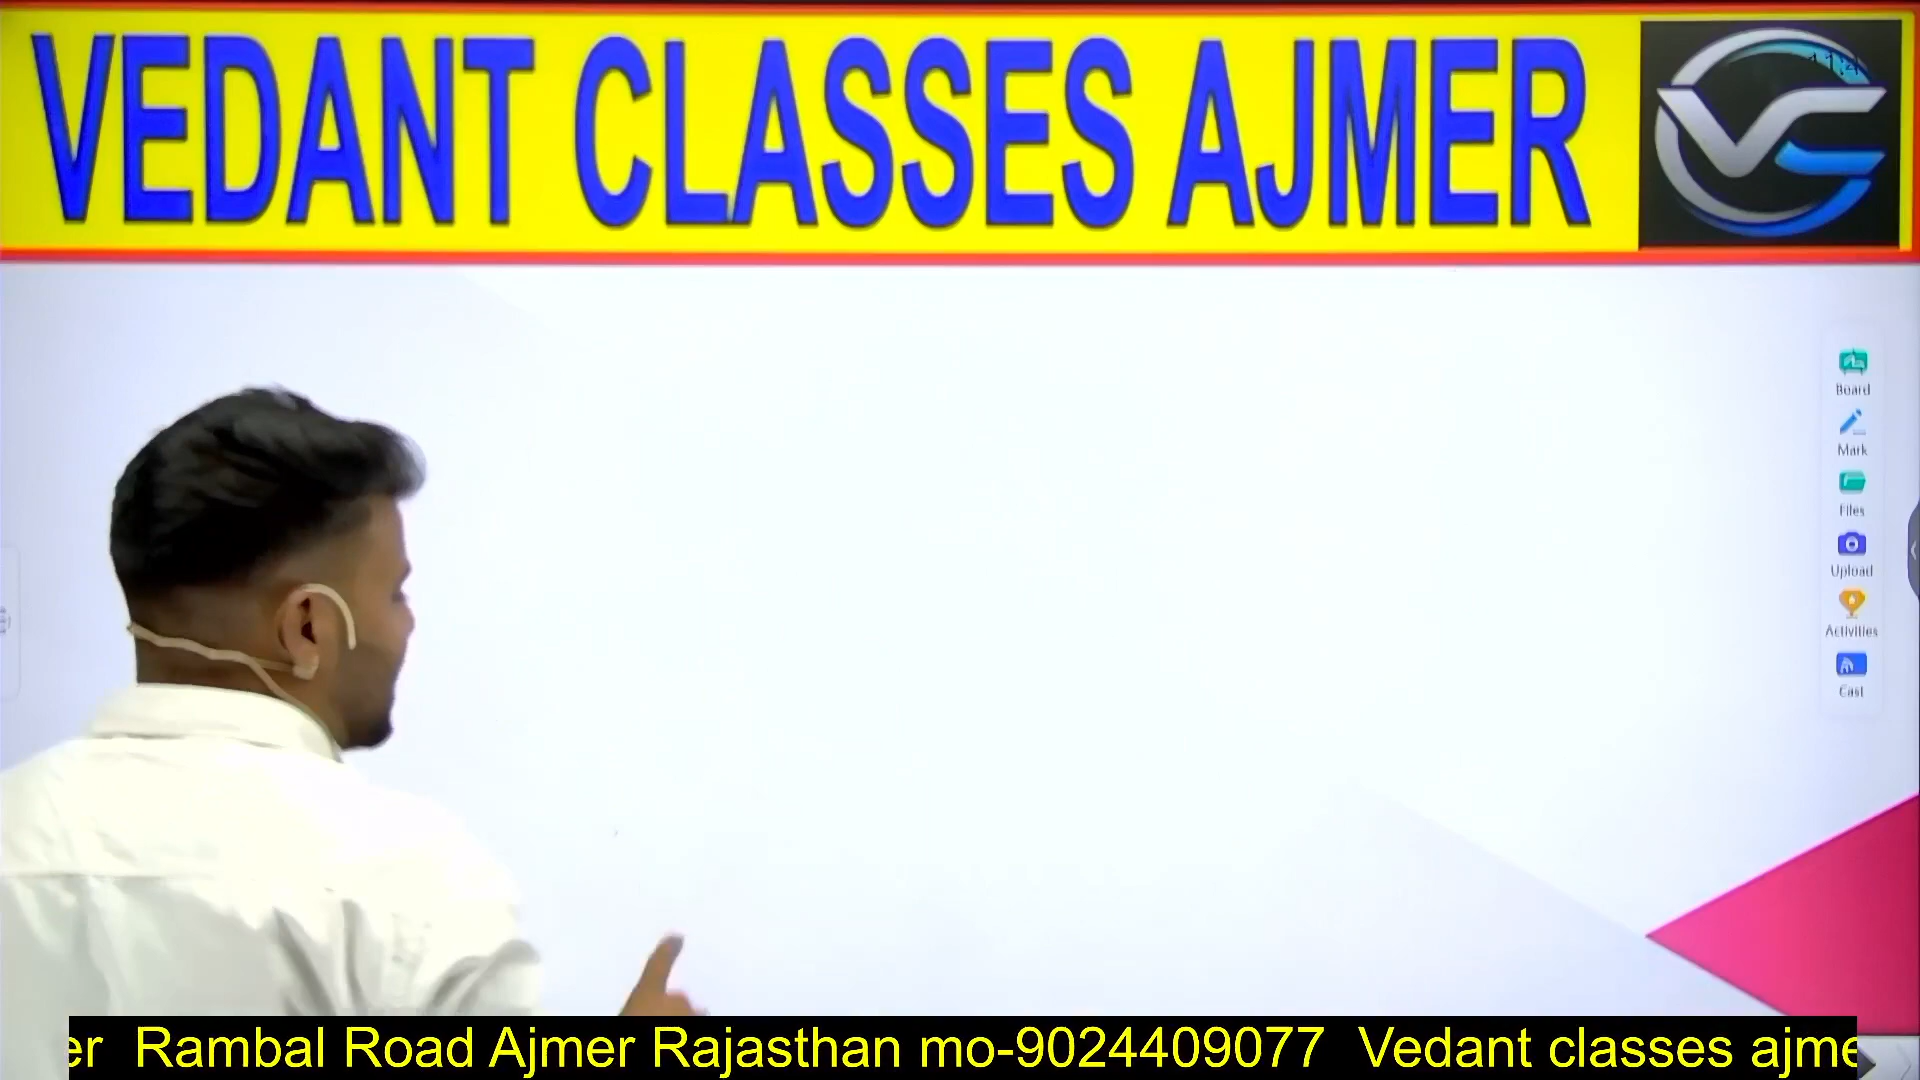 VEDANT CLASSES AJMER
VC
Board
Mark
Files
Upload
Activities
Cast
er Rambal Road Ajmer Rajasthan mo-9024409077 Vedant classes ajme